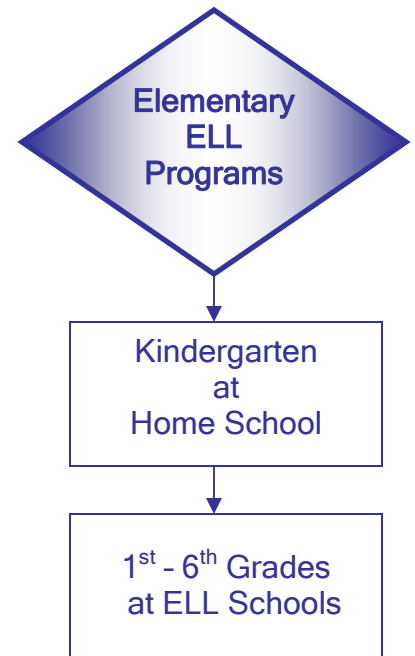 Elementary
ELL
Programs
Kindergarten
at
Home School
1st - 6th Grades
at ELL Schools